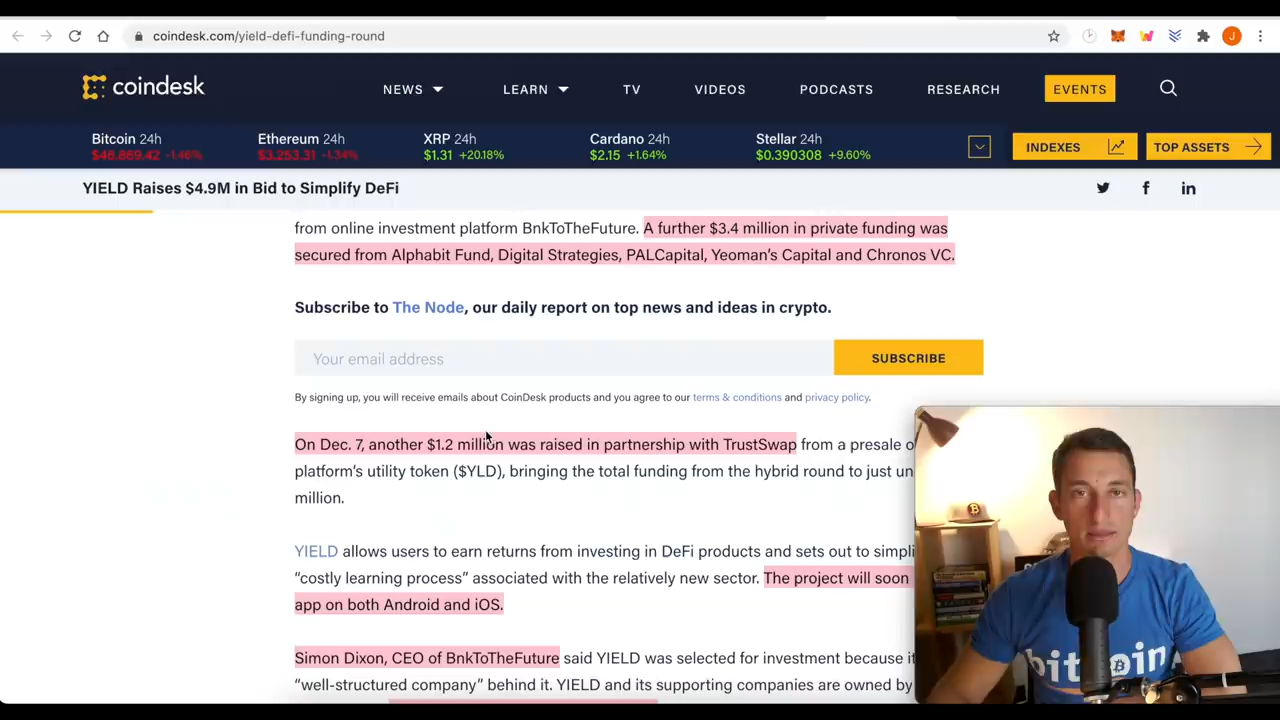 coindesk.com/yield-defi-funding-round
J
coindesk
NEWS LEARN TV VIDEOS PODCASTS RESEARCH EVENTS
Bitcoin 24h Ethereum 24h XRP 24h Cardano 24h Stellar 24h
$46,869.42 -1.46% $3,253.31 -1.34% $1.31 +20.18% $2.15 +1.64% $0.390308 +9.60%
INDEXES TOP ASSETS
YIELD Raises $4.9M in Bid to Simplify DeFi
from online investment platform BnkToTheFuture. A further $3.4 million in private funding was
secured from Alphabit Fund, Digital Strategies, PALCapital, Yeoman’s Capital and Chronos VC.
Subscribe to The Node, our daily report on top news and ideas in crypto.
Your email address SUBSCRIBE
By signing up, you will receive emails about CoinDesk products and you agree to our terms & conditions and privacy policy.
On Dec. 7, another $1.2 million was raised in partnership with TrustSwap from a presale
platform’s utility token ($YLD), bringing the total funding from the hybrid round to just
million.
YIELD allows users to earn returns from investing in DeFi products and sets out to
“costly learning process” associated with the relatively new sector. The project will soon
app on both Android and iOS.
Simon Dixon, CEO of BnkToTheFuture said YIELD was selected for investment because
“well-structured company” behind it. YIELD and its supporting companies are owned by
bitcoin